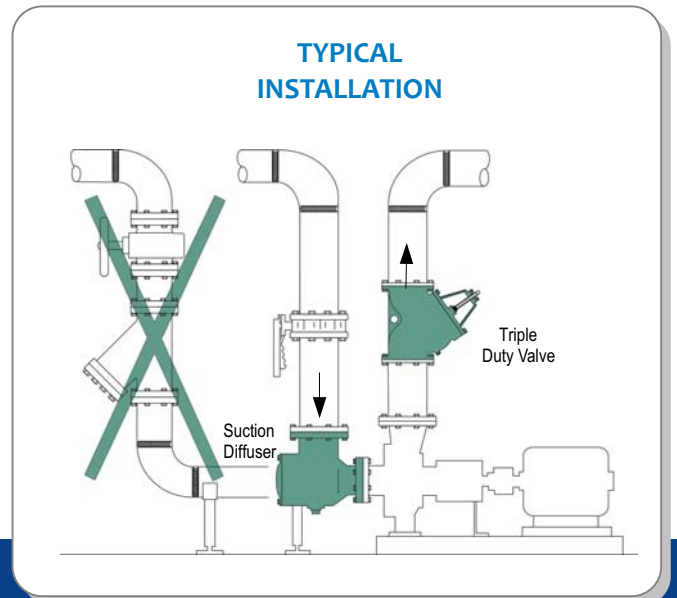 TYPICAL
INSTALLATION
Triple
Duty Valve
Suction
Diffuser